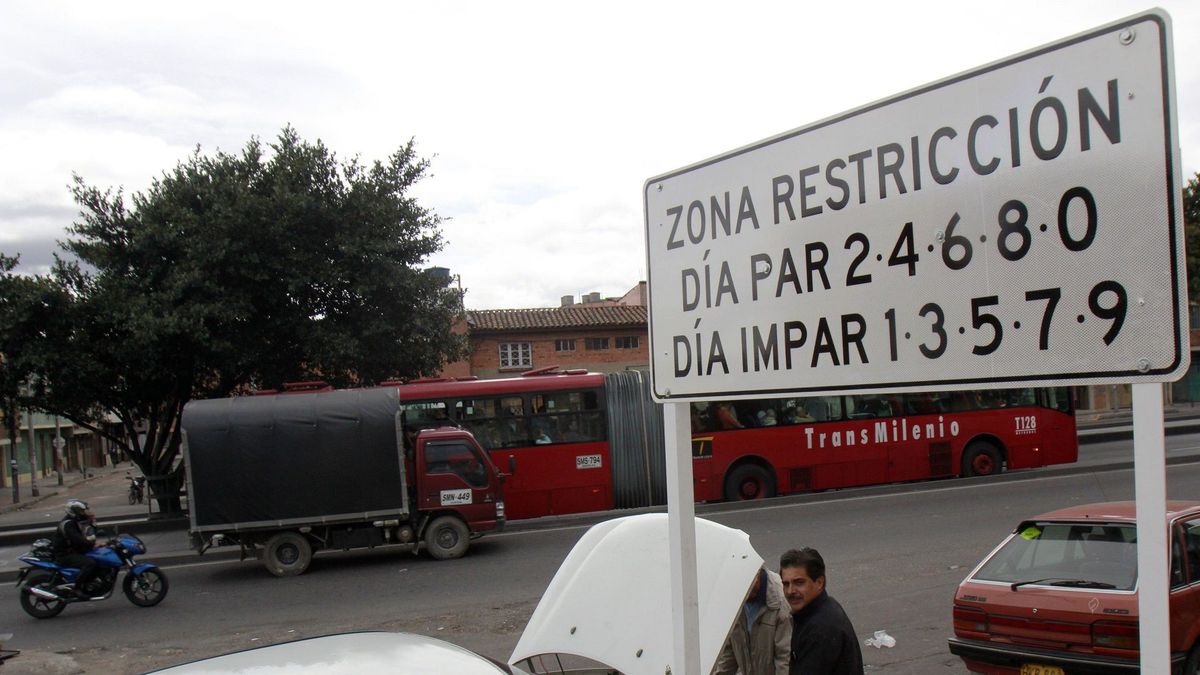 ZONA RESTRICCIÓN
DÍA PAR 2·4·6·8·0
DÍA IMPAR 1·3·5·7·9
TransMilenio
T128
SMS-794
SMN-449